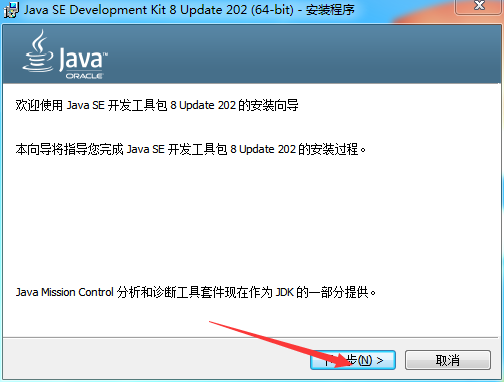 Java SE Development Kit 8 Update 202 (64-bit) - 安装程序
Java
ORACLE
欢迎使用 Java SE 开发工具包 8 Update 202 的安装向导
本向导将指导您完成 Java SE 开发工具包 8 Update 202 的安装过程。
Java Mission Control 分析和诊断工具套件现在作为 JDK 的一部分提供。
步(N) >
取消